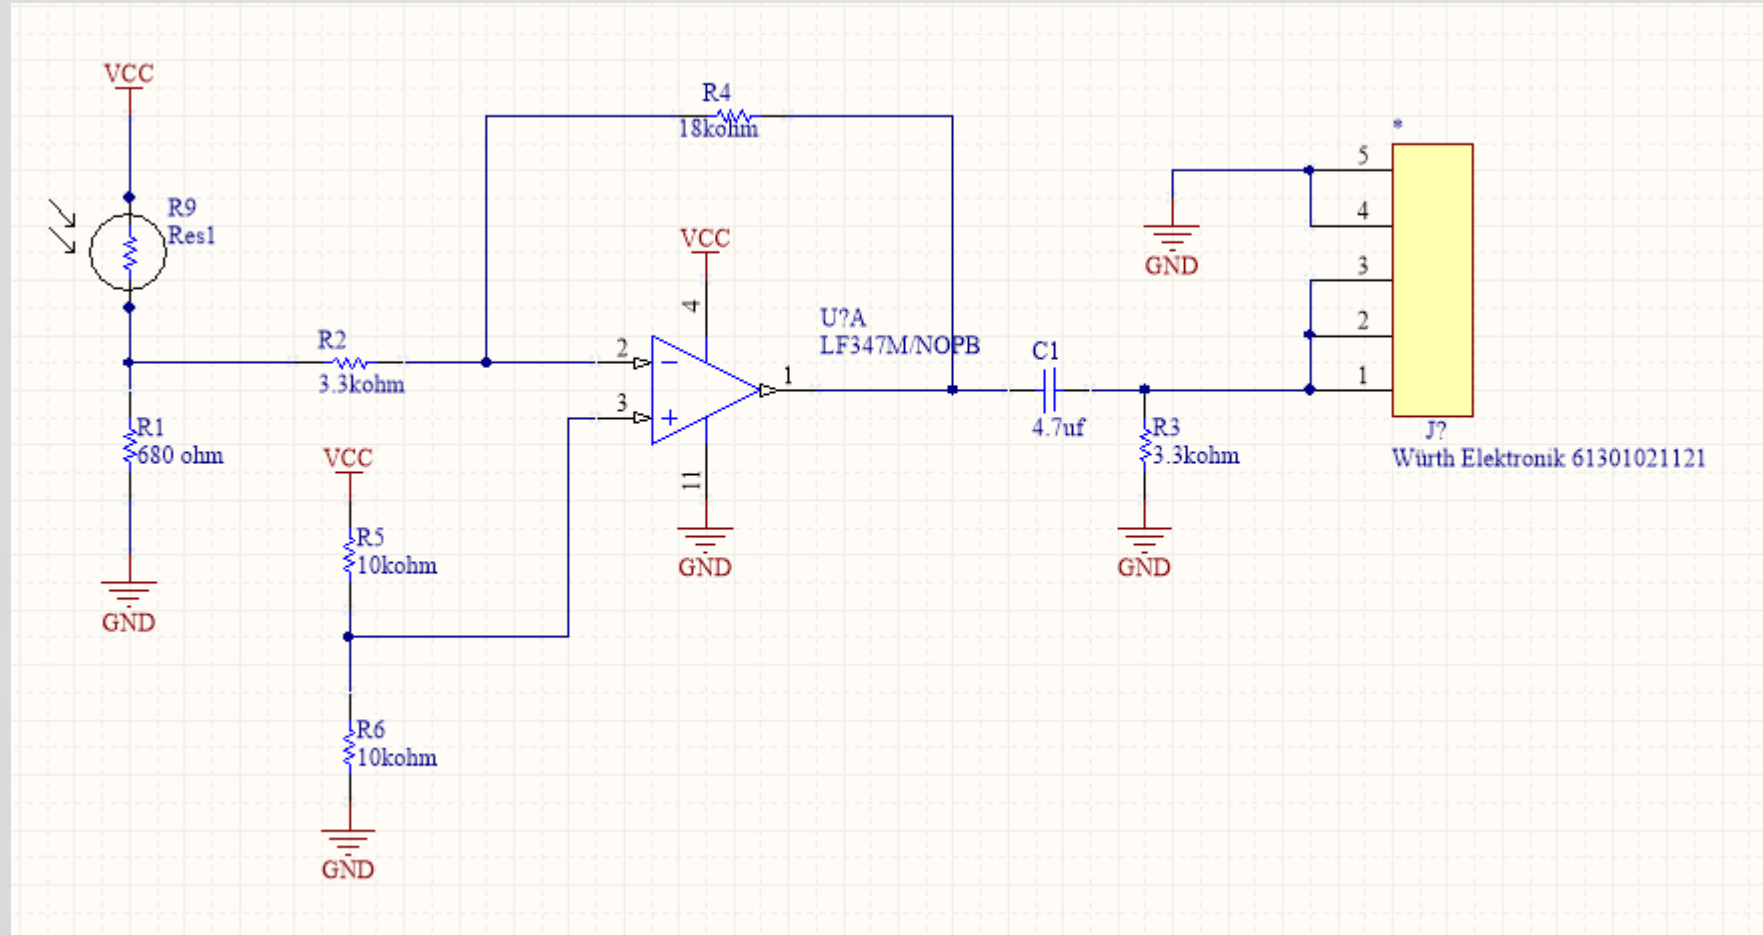 VCC
R9
Res1
R2
3.3kohm
R1
680 ohm
GND
VCC
R5
10kohm
R6
10kohm
GND
R4
18kohm
VCC
4
2
3
1
11
GND
U?A
LF347M/NOPB
C1
4.7uf
R3
3.3kohm
GND
GND
*
5
4
3
2
1
J?
Würth Elektronik 61301021121